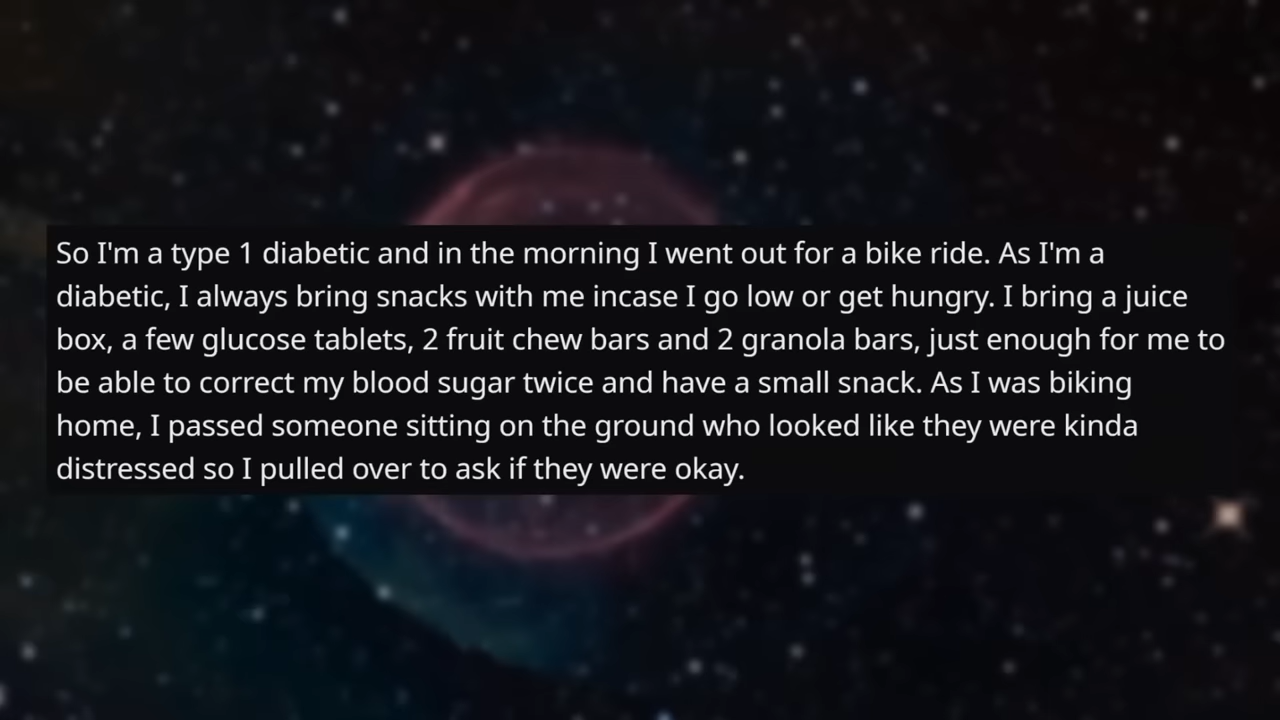 So I'm a type 1 diabetic and in the morning I went out for a bike ride. As I'm a
diabetic, I always bring snacks with me incase I go low or get hungry. I bring a juice
box, a few glucose tablets, 2 fruit chew bars and 2 granola bars, just enough for me to
be able to correct my blood sugar twice and have a small snack. As I was biking
home, I passed someone sitting on the ground who looked like they were kinda
distressed so I pulled over to ask if they were okay.